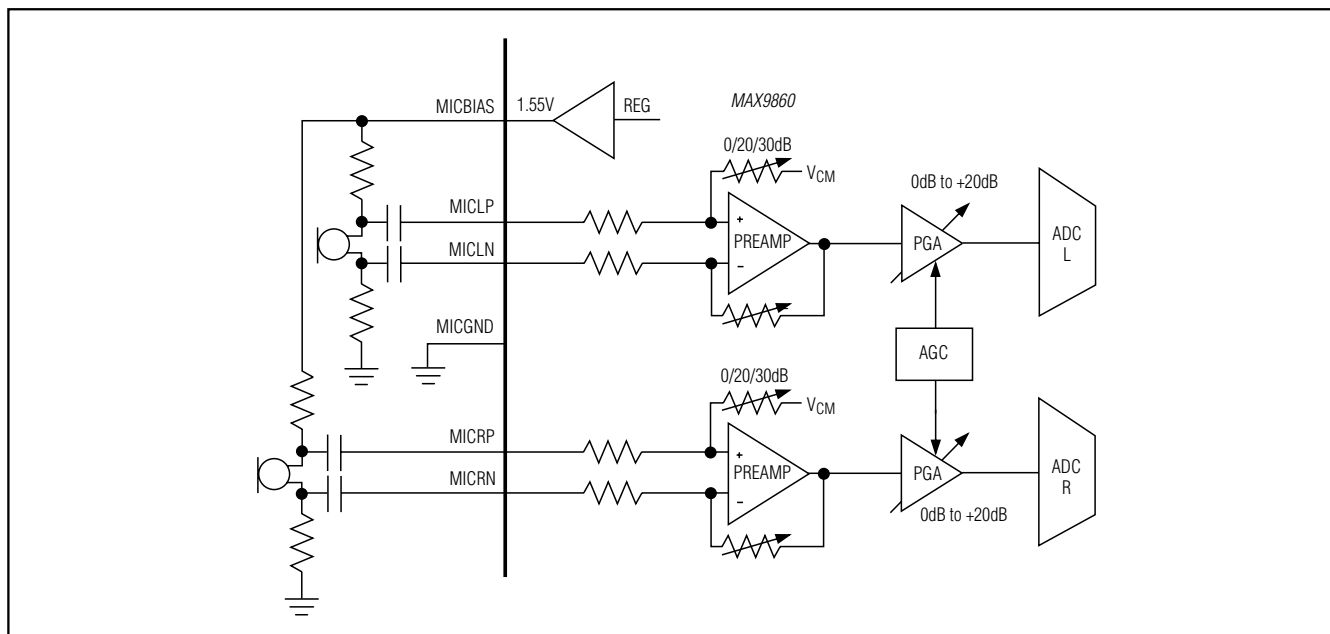 MICBIAS
1.55V
REG
MAX9860
0/20/30dB
VCM
0dB to +20dB
MICLP
+
PREAMP
PGA
ADC
L
MICLN
−
MICGND
AGC
0/20/30dB
VCM
MICRP
+
PREAMP
PGA
ADC
R
MICRN
−
0dB to +20dB